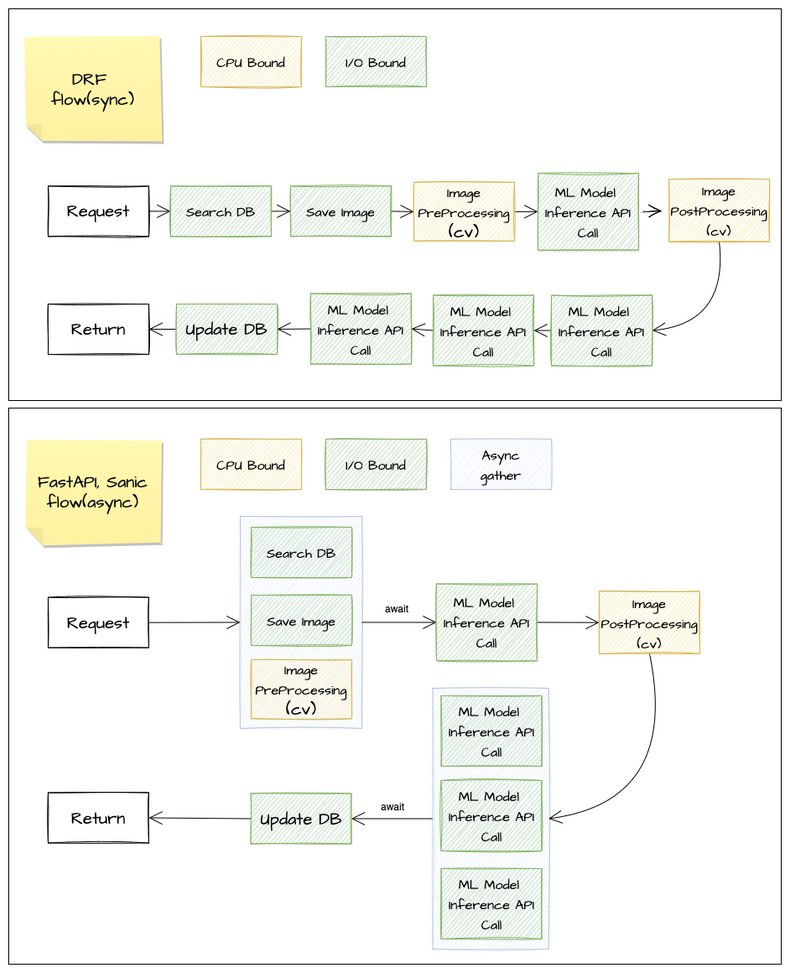 DRF
flow(sync)
CPU Bound
I/O Bound
Request
Search DB
Save Image
Image
PreProcessing
(cv)
ML Model
Inference API
Call
Image
PostProcessing
(cv)
Return
Update DB
ML Model
Inference API
Call
ML Model
Inference API
Call
ML Model
Inference API
Call
FastAPI, Sanic
flow(async)
CPU Bound
I/O Bound
Async
gather
Search DB
Request
Save Image
Image
PreProcessing
(cv)
await
ML Model
Inference API
Call
Image
PostProcessing
(cv)
ML Model
Inference API
Call
Return
Update DB
await
ML Model
Inference API
Call
ML Model
Inference API
Call